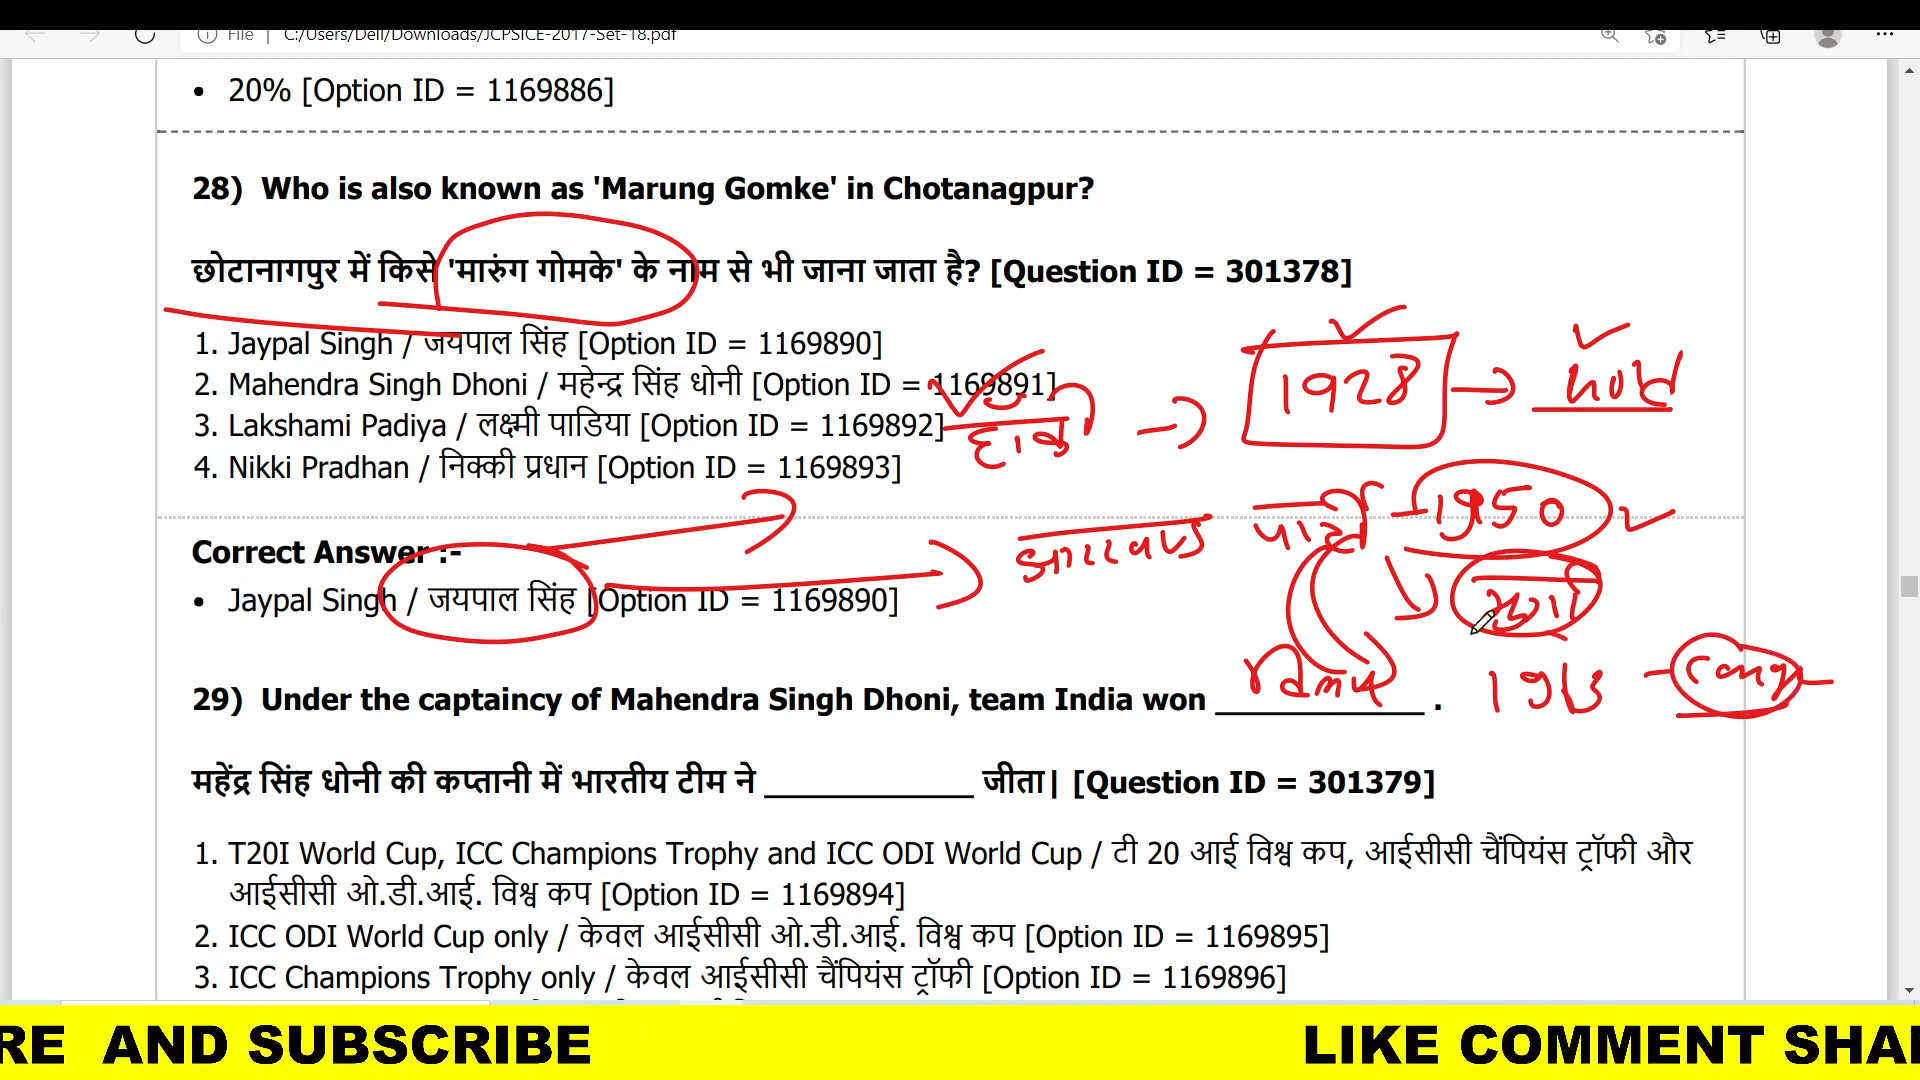 File | C:/Users/Dell/Downloads/JCPSICE-2017-Set-18.pdf
• 20% [Option ID = 1169886]
28) Who is also known as 'Marung Gomke' in Chotanagpur?
छोटानागपुर में किसे 'मारुंग गोमके' के नाम से भी जाना जाता है? [Question ID = 301378]
1. Jaypal Singh / जयपाल सिंह [Option ID = 1169890]
2. Mahendra Singh Dhoni / महेन्द्र सिंह धोनी [Option ID = 1169891]
3. Lakshami Padiya / लक्ष्मी पाडिया [Option ID = 1169892]
4. Nikki Pradhan / निक्की प्रधान [Option ID = 1169893]
1928
हाकी
1950
Correct Answer :-
• Jaypal Singh / जयपाल सिंह [Option ID = 1169890]
29) Under the captaincy of Mahendra Singh Dhoni, team India won _____________ .
महेंद्र सिंह धोनी की कप्तानी में भारतीय टीम ने _____________ जीता| [Question ID = 301379]
1. T20I World Cup, ICC Champions Trophy and ICC ODI World Cup / टी 20 आई विश्व कप, आईसीसी चैंपियंस ट्रॉफी और
आईसीसी ओ.डी.आई. विश्व कप [Option ID = 1169894]
2. ICC ODI World Cup only / केवल आईसीसी ओ.डी.आई. विश्व कप [Option ID = 1169895]
3. ICC Champions Trophy only / केवल आईसीसी चैंपियंस ट्रॉफी [Option ID = 1169896]
RE AND SUBSCRIBE
LIKE COMMENT SHA